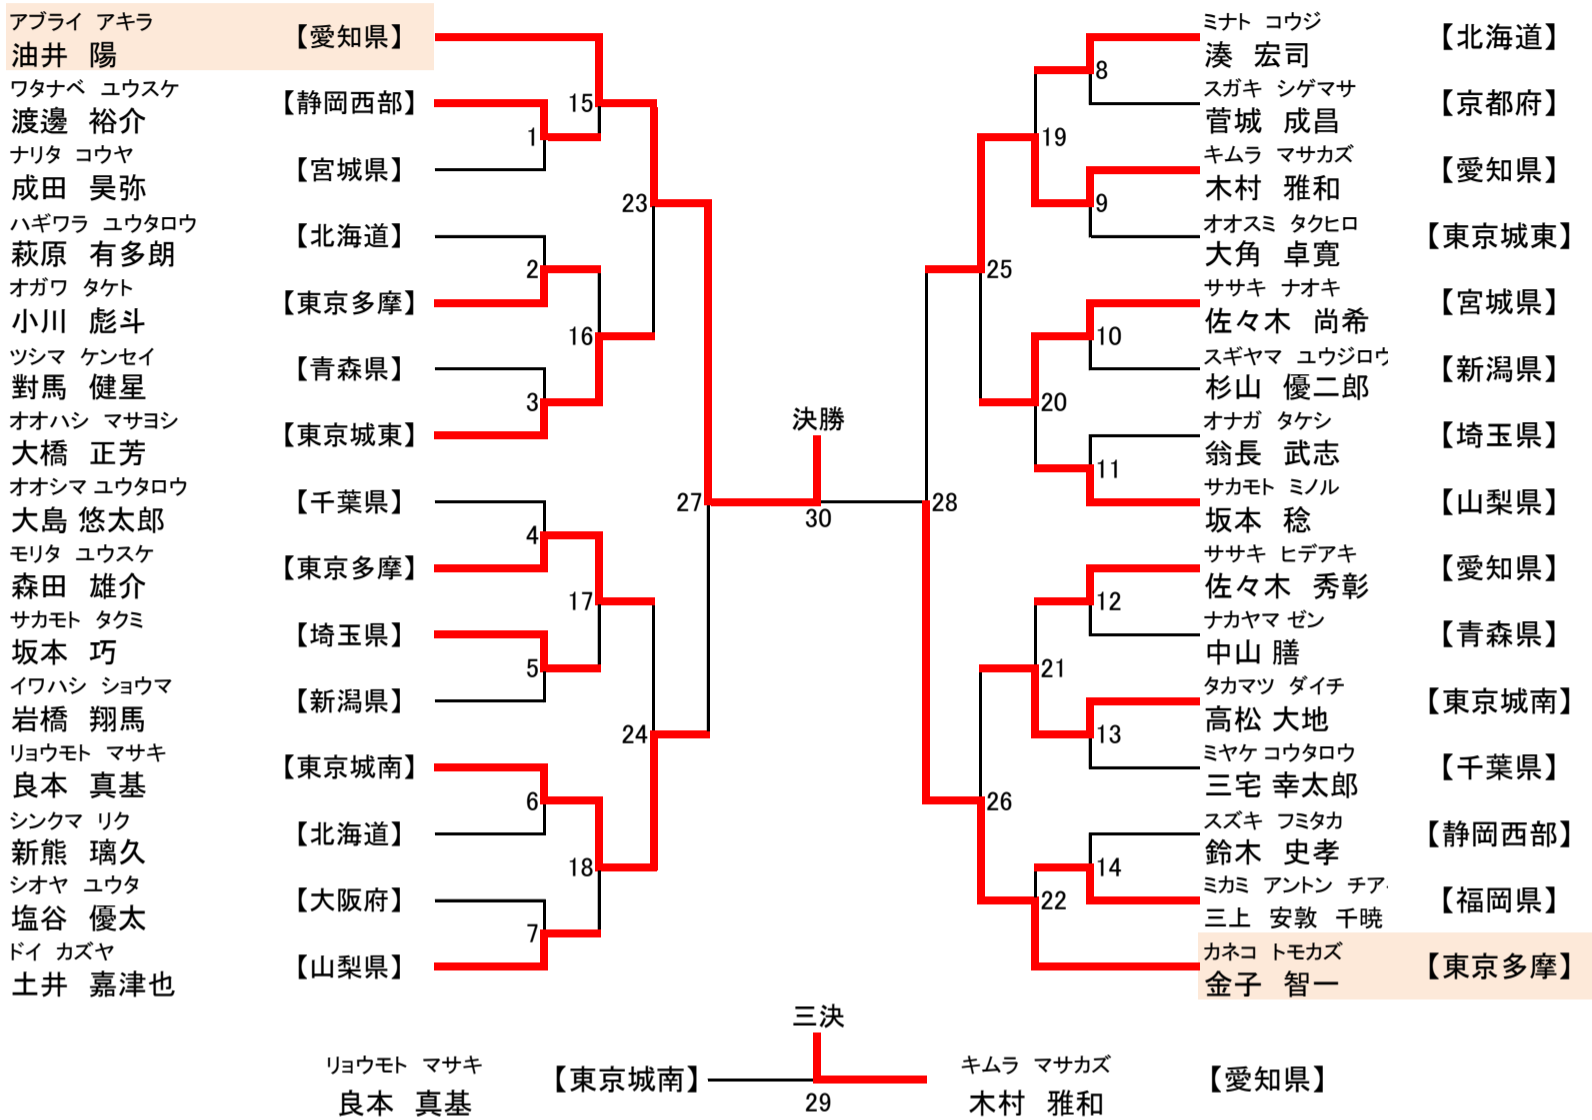 アブライ アキラ
油井 陽 【愛知県】
ワタナベ ユウスケ
渡邊 裕介 【静岡西部】
ナリタ コウヤ
成田 昊弥 【宮城県】
ハギワラ ユウタロウ
萩原 有多朗 【北海道】
オガワ タケト
小川 彪斗 【東京多摩】
ツシマ ケンセイ
對馬 健星 【青森県】
オオハシ マサヨシ
大橋 正芳 【東京城東】
オオシマ ユウタロウ
大島 悠太郎 【千葉県】
モリタ ユウスケ
森田 雄介 【東京多摩】
サカモト タクミ
坂本 巧 【埼玉県】
イワハシ ショウマ
岩橋 翔馬 【新潟県】
リョウモト マサキ
良本 真基 【東京城南】
シンクマ リク
新熊 璃久 【北海道】
シオヤ ユウタ
塩谷 優太 【大阪府】
ドイ カズヤ
土井 嘉津也 【山梨県】
1
2
3
4
5
6
7
15
16
17
18
23
24
27
決勝
30
28
25
26
19
20
21
22
8
9
10
11
12
13
14
ミナト コウジ
湊 宏司 【北海道】
スガキ シゲマサ
菅城 成昌 【京都府】
キムラ マサカズ
木村 雅和 【愛知県】
オオスミ タクヒロ
大角 卓寛 【東京城東】
ササキ ナオキ
佐々木 尚希 【宮城県】
スギヤマ ユウジロウ
杉山 優二郎 【新潟県】
オナガ タケシ
翁長 武志 【埼玉県】
サカモト ミノル
坂本 稔 【山梨県】
ササキ ヒデアキ
佐々木 秀彰 【愛知県】
ナカヤマ ゼン
中山 膳 【青森県】
タカマツ ダイチ
高松 大地 【東京城南】
ミヤケ コウタロウ
三宅 幸太郎 【千葉県】
スズキ フミタカ
鈴木 史孝 【静岡西部】
ミカミ アントン チア
三上 安敦 千暁 【福岡県】
カネコ トモカズ
金子 智一 【東京多摩】
三決
リョウモト マサキ
良本 真基 【東京城南】
29
キムラ マサカズ
木村 雅和 【愛知県】